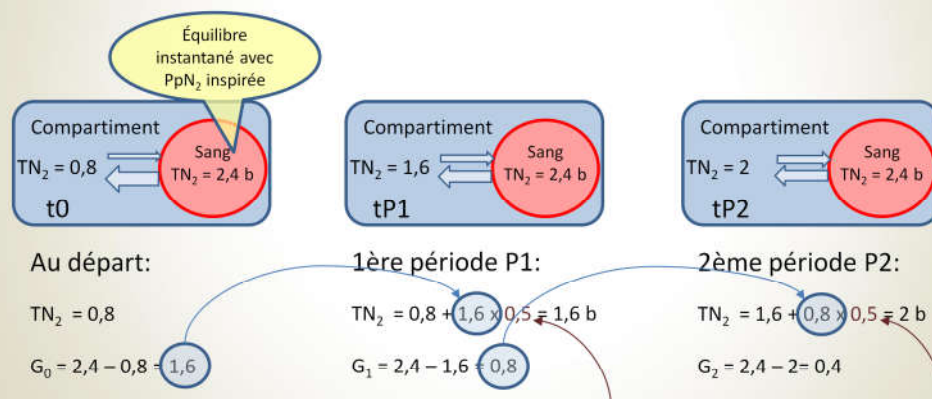 Équilibre
instantané avec
PpN₂ inspirée
Compartiment
Sang
TN₂ = 0,8
TN₂ = 2,4 b
t0
Compartiment
Sang
TN₂ = 1,6
TN₂ = 2,4 b
tP1
Compartiment
Sang
TN₂ = 2
TN₂ = 2,4 b
tP2
Au départ:
TN₂ = 0,8
G₀ = 2,4 – 0,8 = 1,6
1ère période P1:
TN₂ = 0,8 + 1,6 x 0,5 = 1,6 b
G₁ = 2,4 – 1,6 = 0,8
2ème période P2:
TN₂ = 1,6 + 0,8 x 0,5 = 2 b
G₂ = 2,4 – 2= 0,4